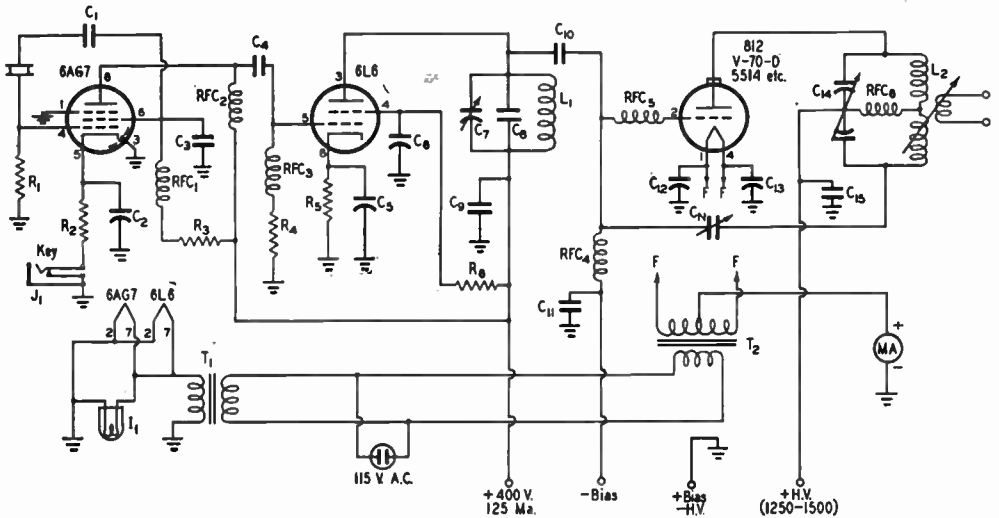 C1
6AG7
8
1
4
6
3
5
C3
R1
R2
C2
RFC1
R3
Key
J1
RFC2
C4
6L6
3
5
4
8
RFC3
R4
R5
C5
C6
C7
C8
L1
C9
R6
C10
812
V-70-D
5514 etc.
RFC5
2
1
4
C12
F
F
C13
CN
RFC4
C11
C14
RFC6
L2
C15
6AG7
6L6
2
7
2
7
I1
T1
F
F
T2
+
MA
-
115 V. A.C.
+400 V.
125 Ma.
-Bias
+Bias
-H.V.
+H.V.
(1250-1500)